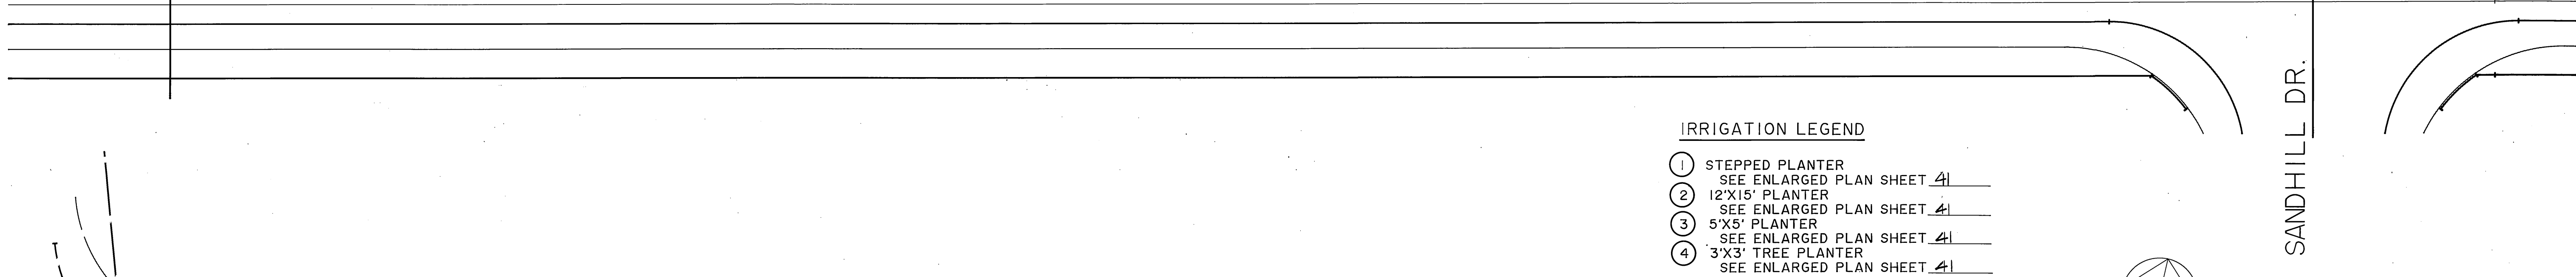 IRRIGATION LEGEND
1 STEPPED PLANTER
SEE ENLARGED PLAN SHEET 41
2 12'X15' PLANTER
SEE ENLARGED PLAN SHEET 41
3 5'X5' PLANTER
SEE ENLARGED PLAN SHEET 41
4 3'X3' TREE PLANTER
SEE ENLARGED PLAN SHEET 41
SANDHILL DR.